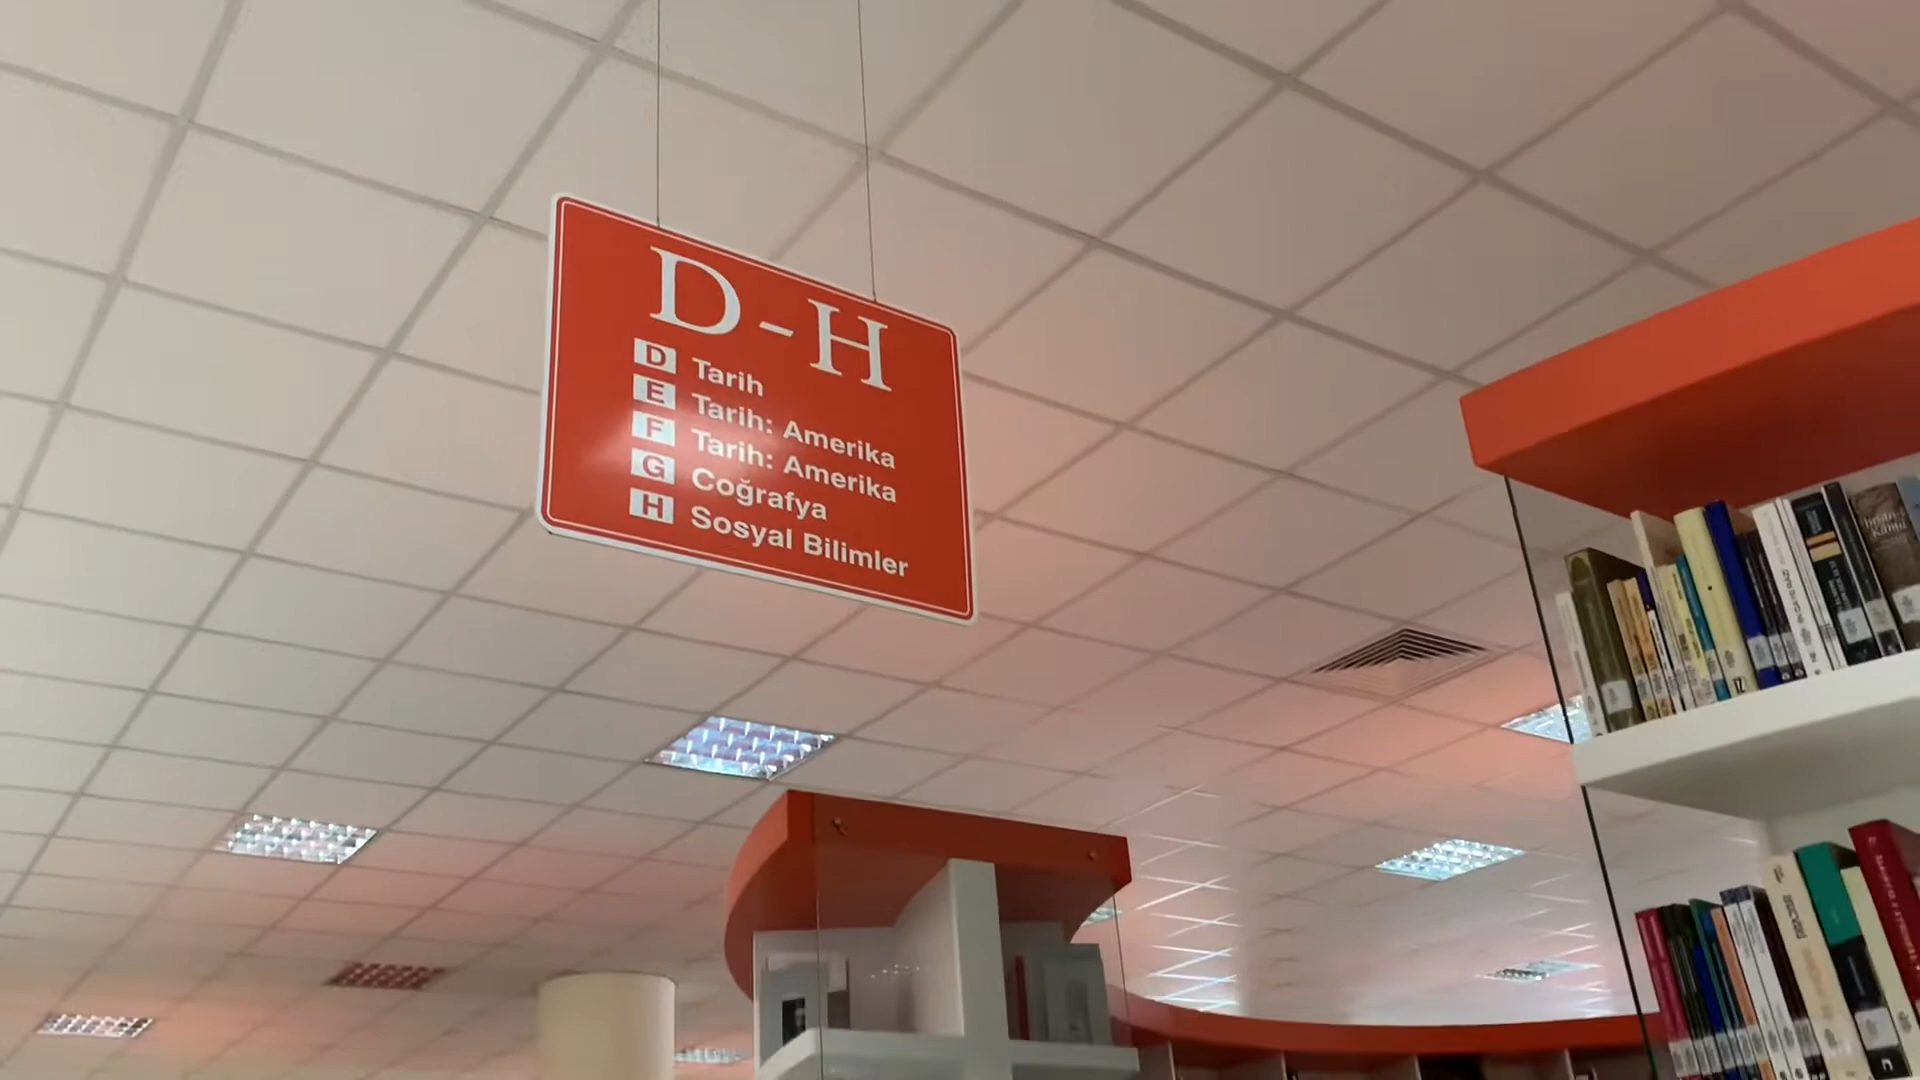 D-H
D Tarih
E Tarih: Amerika
F Tarih: Amerika
G Coğrafya
H Sosyal Bilimler